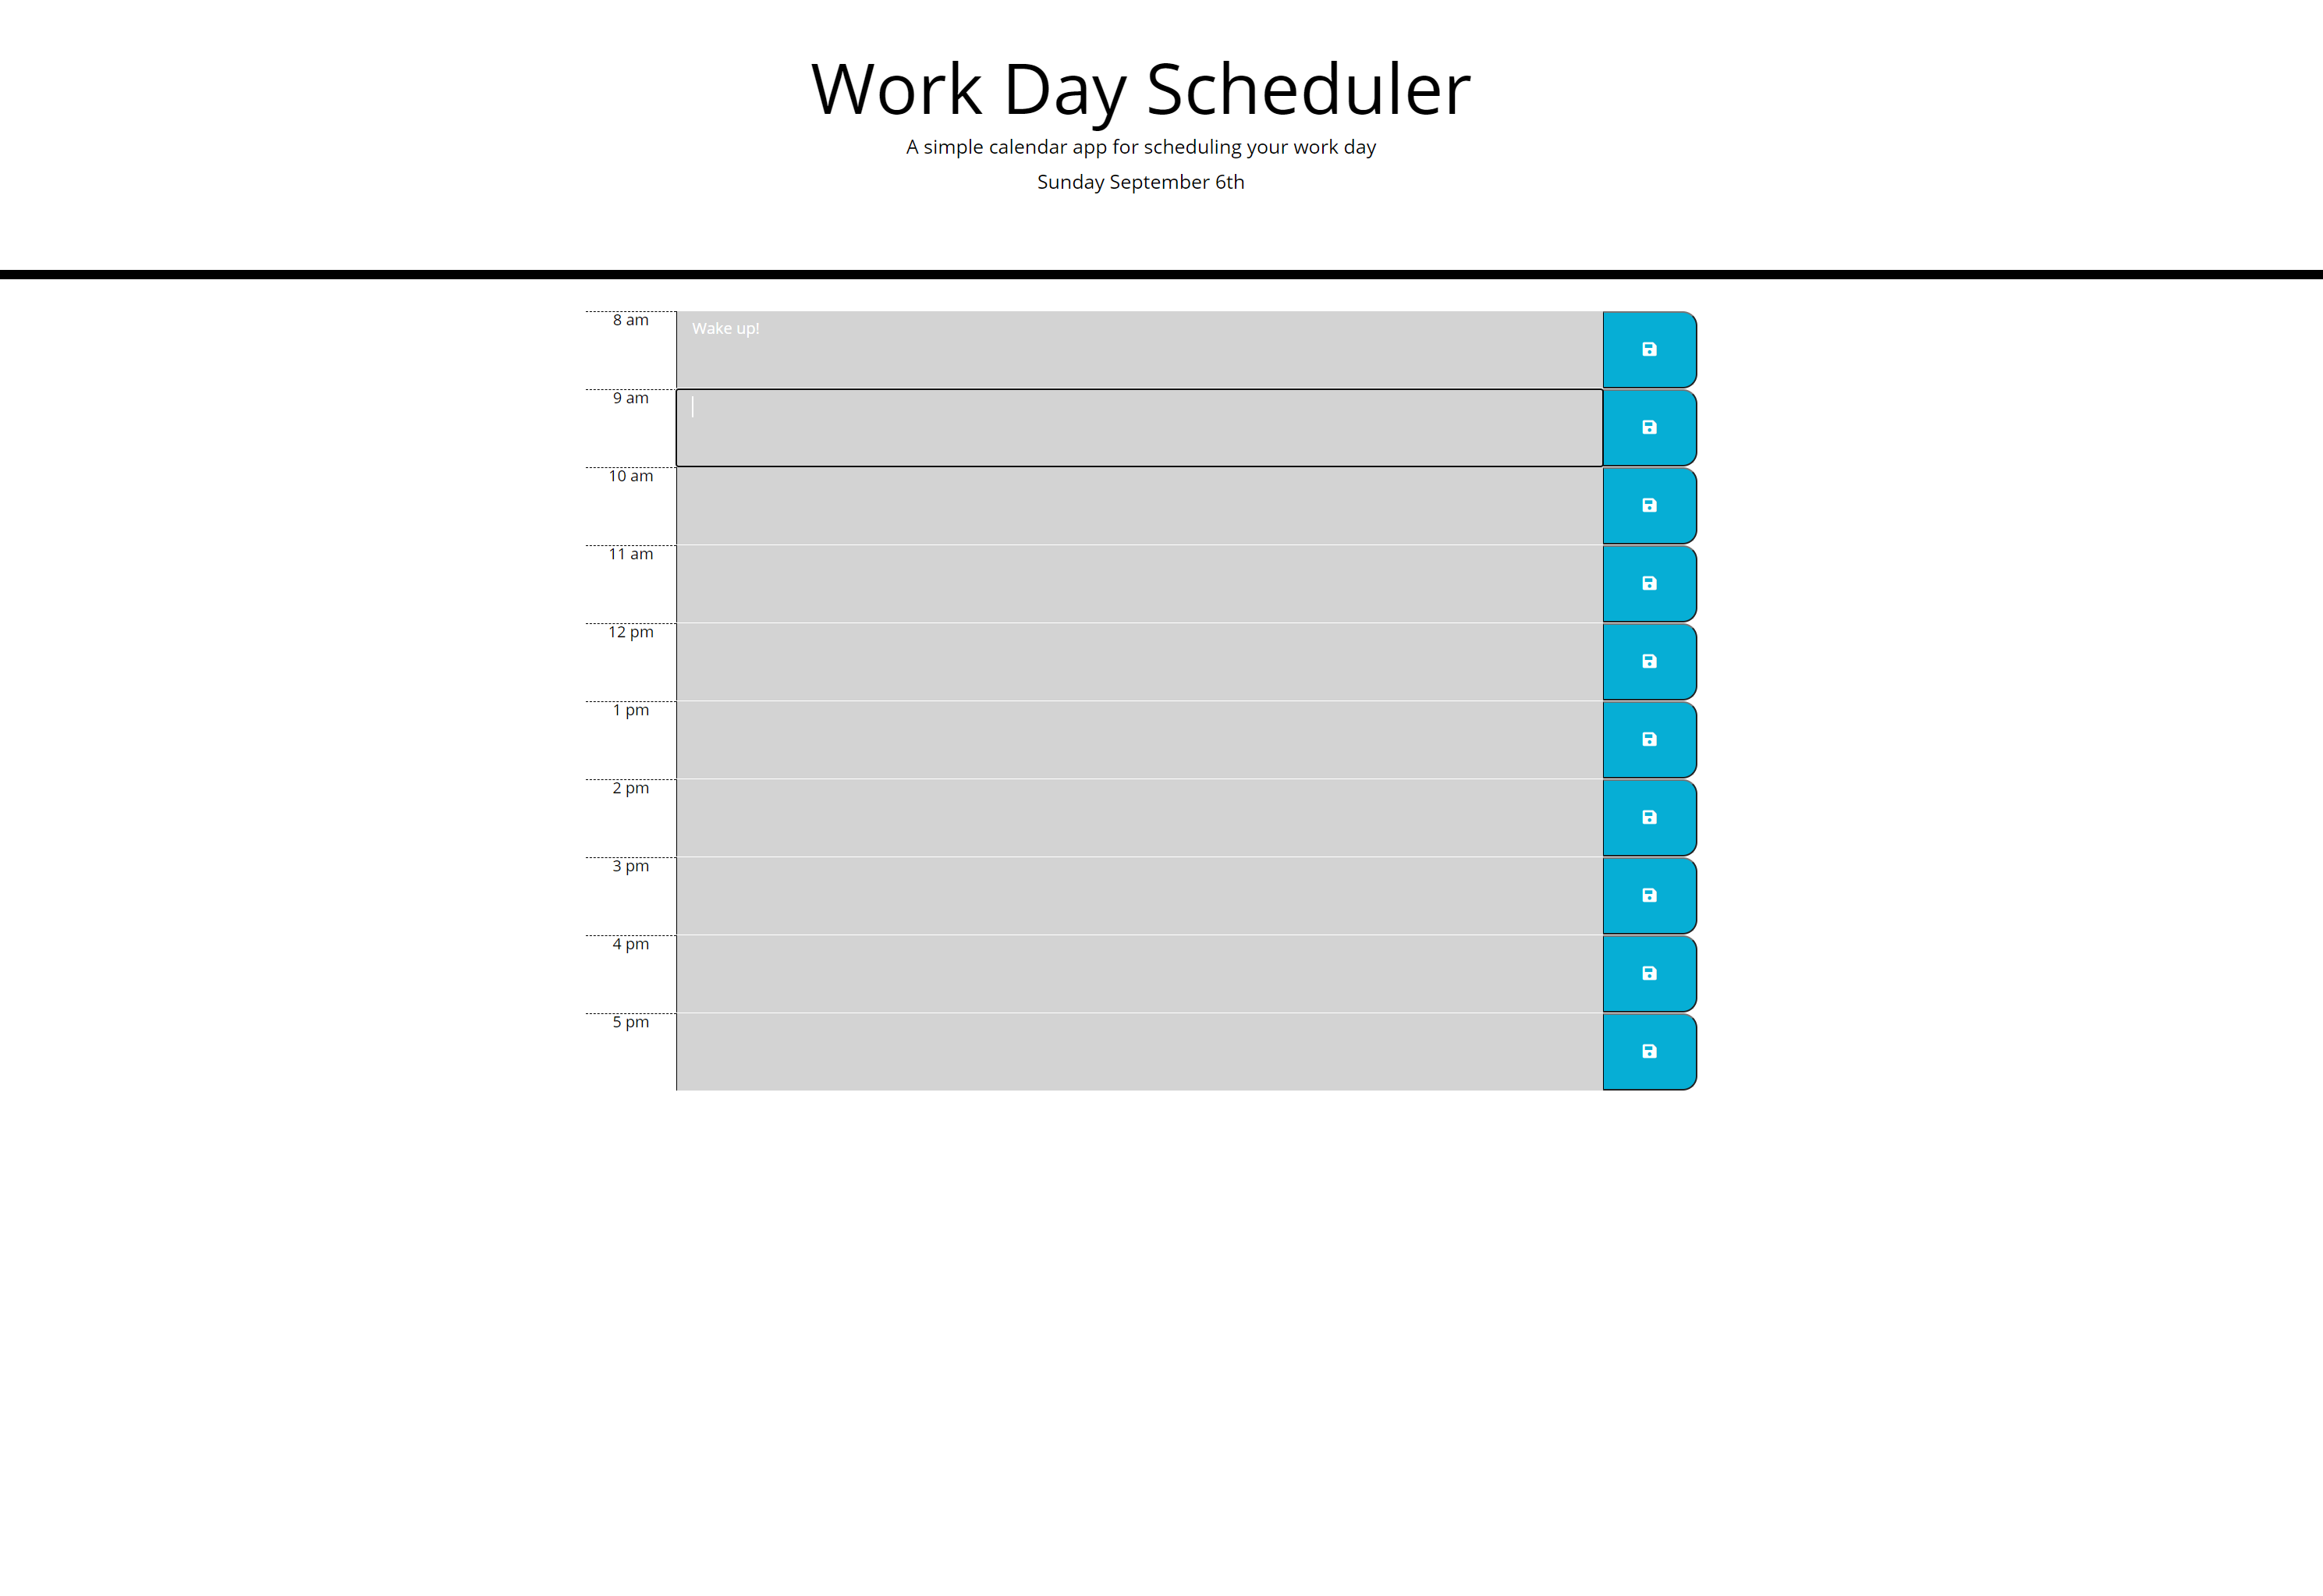 Work Day Scheduler
A simple calendar app for scheduling your work day
Sunday September 6th
8 am
Wake up!
9 am
10 am
11 am
12 pm
1 pm
2 pm
3 pm
4 pm
5 pm